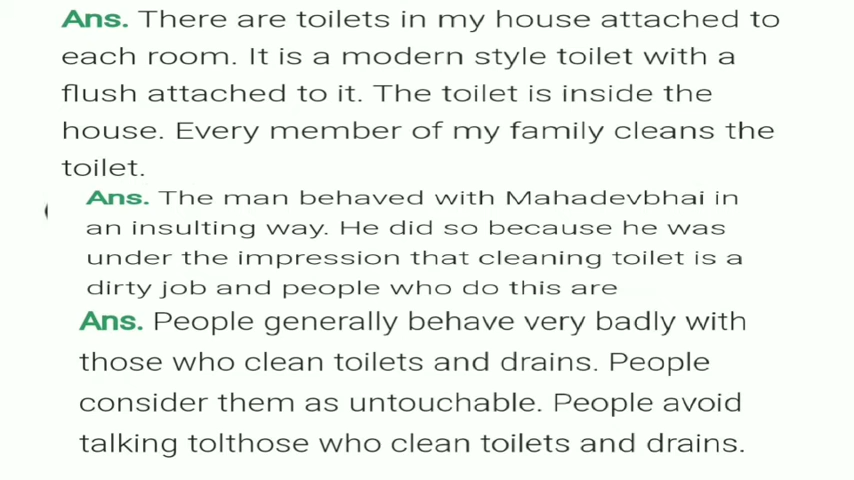 Ans. There are toilets in my house attached to
each room. It is a modern style toilet with a
flush attached to it. The toilet is inside the
house. Every member of my family cleans the
toilet.
Ans. The man behaved with Mahadevbhai in
an insulting way. He did so because he was
under the impression that cleaning toilet is a
dirty job and people who do this are
Ans. People generally behave very badly with
those who clean toilets and drains. People
consider them as untouchable. People avoid
talking tolthose who clean toilets and drains.